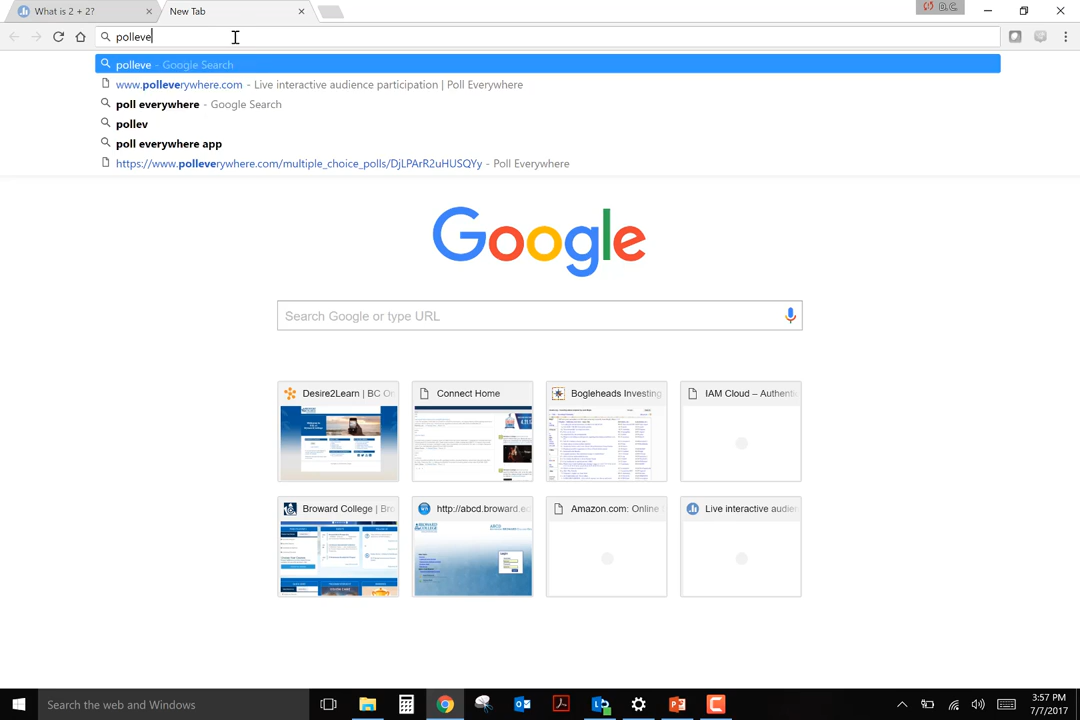 What is 2 + 2?
New Tab
D.C.
polleve
polleve - Google Search
www.polleverywhere.com - Live interactive audience participation | Poll Everywhere
poll everywhere - Google Search
pollev
poll everywhere app
https://www.polleverywhere.com/multiple_choice_polls/DjLPArR2uHUSQYy - Poll Everywhere
Google
Search Google or type URL
Desire2Learn | BC On
Connect Home
Bogleheads Investing
IAM Cloud – Authenti
Broward College | Bro
http://abcd.broward.ed
Amazon.com: Online
Live interactive audien
Search the web and Windows
3:57 PM
7/7/2017